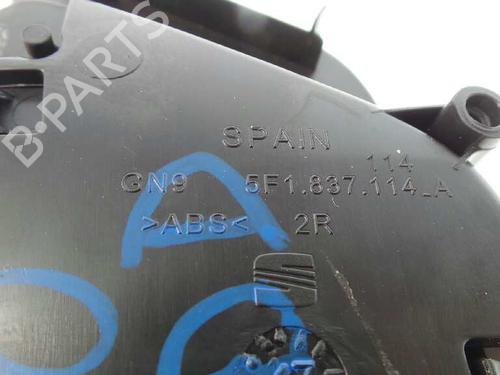 B-PARTS
SPAIN
114
GN9 5F1.837.114_A
>ABS< 2R
A